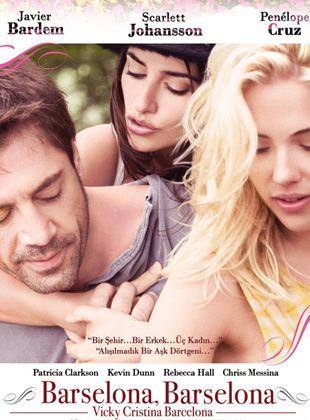 Javier Scarlett Penélope
Bardem Johansson Cruz
“Bir Şehir…Bir Erkek…Üç Kadın…”
“Alışılmadık Bir Aşk Dörtgeni…”
Patricia Clarkson Kevin Dunn Rebecca Hall Chriss Messina
Barselona, Barselona
Vicky Cristina Barcelona